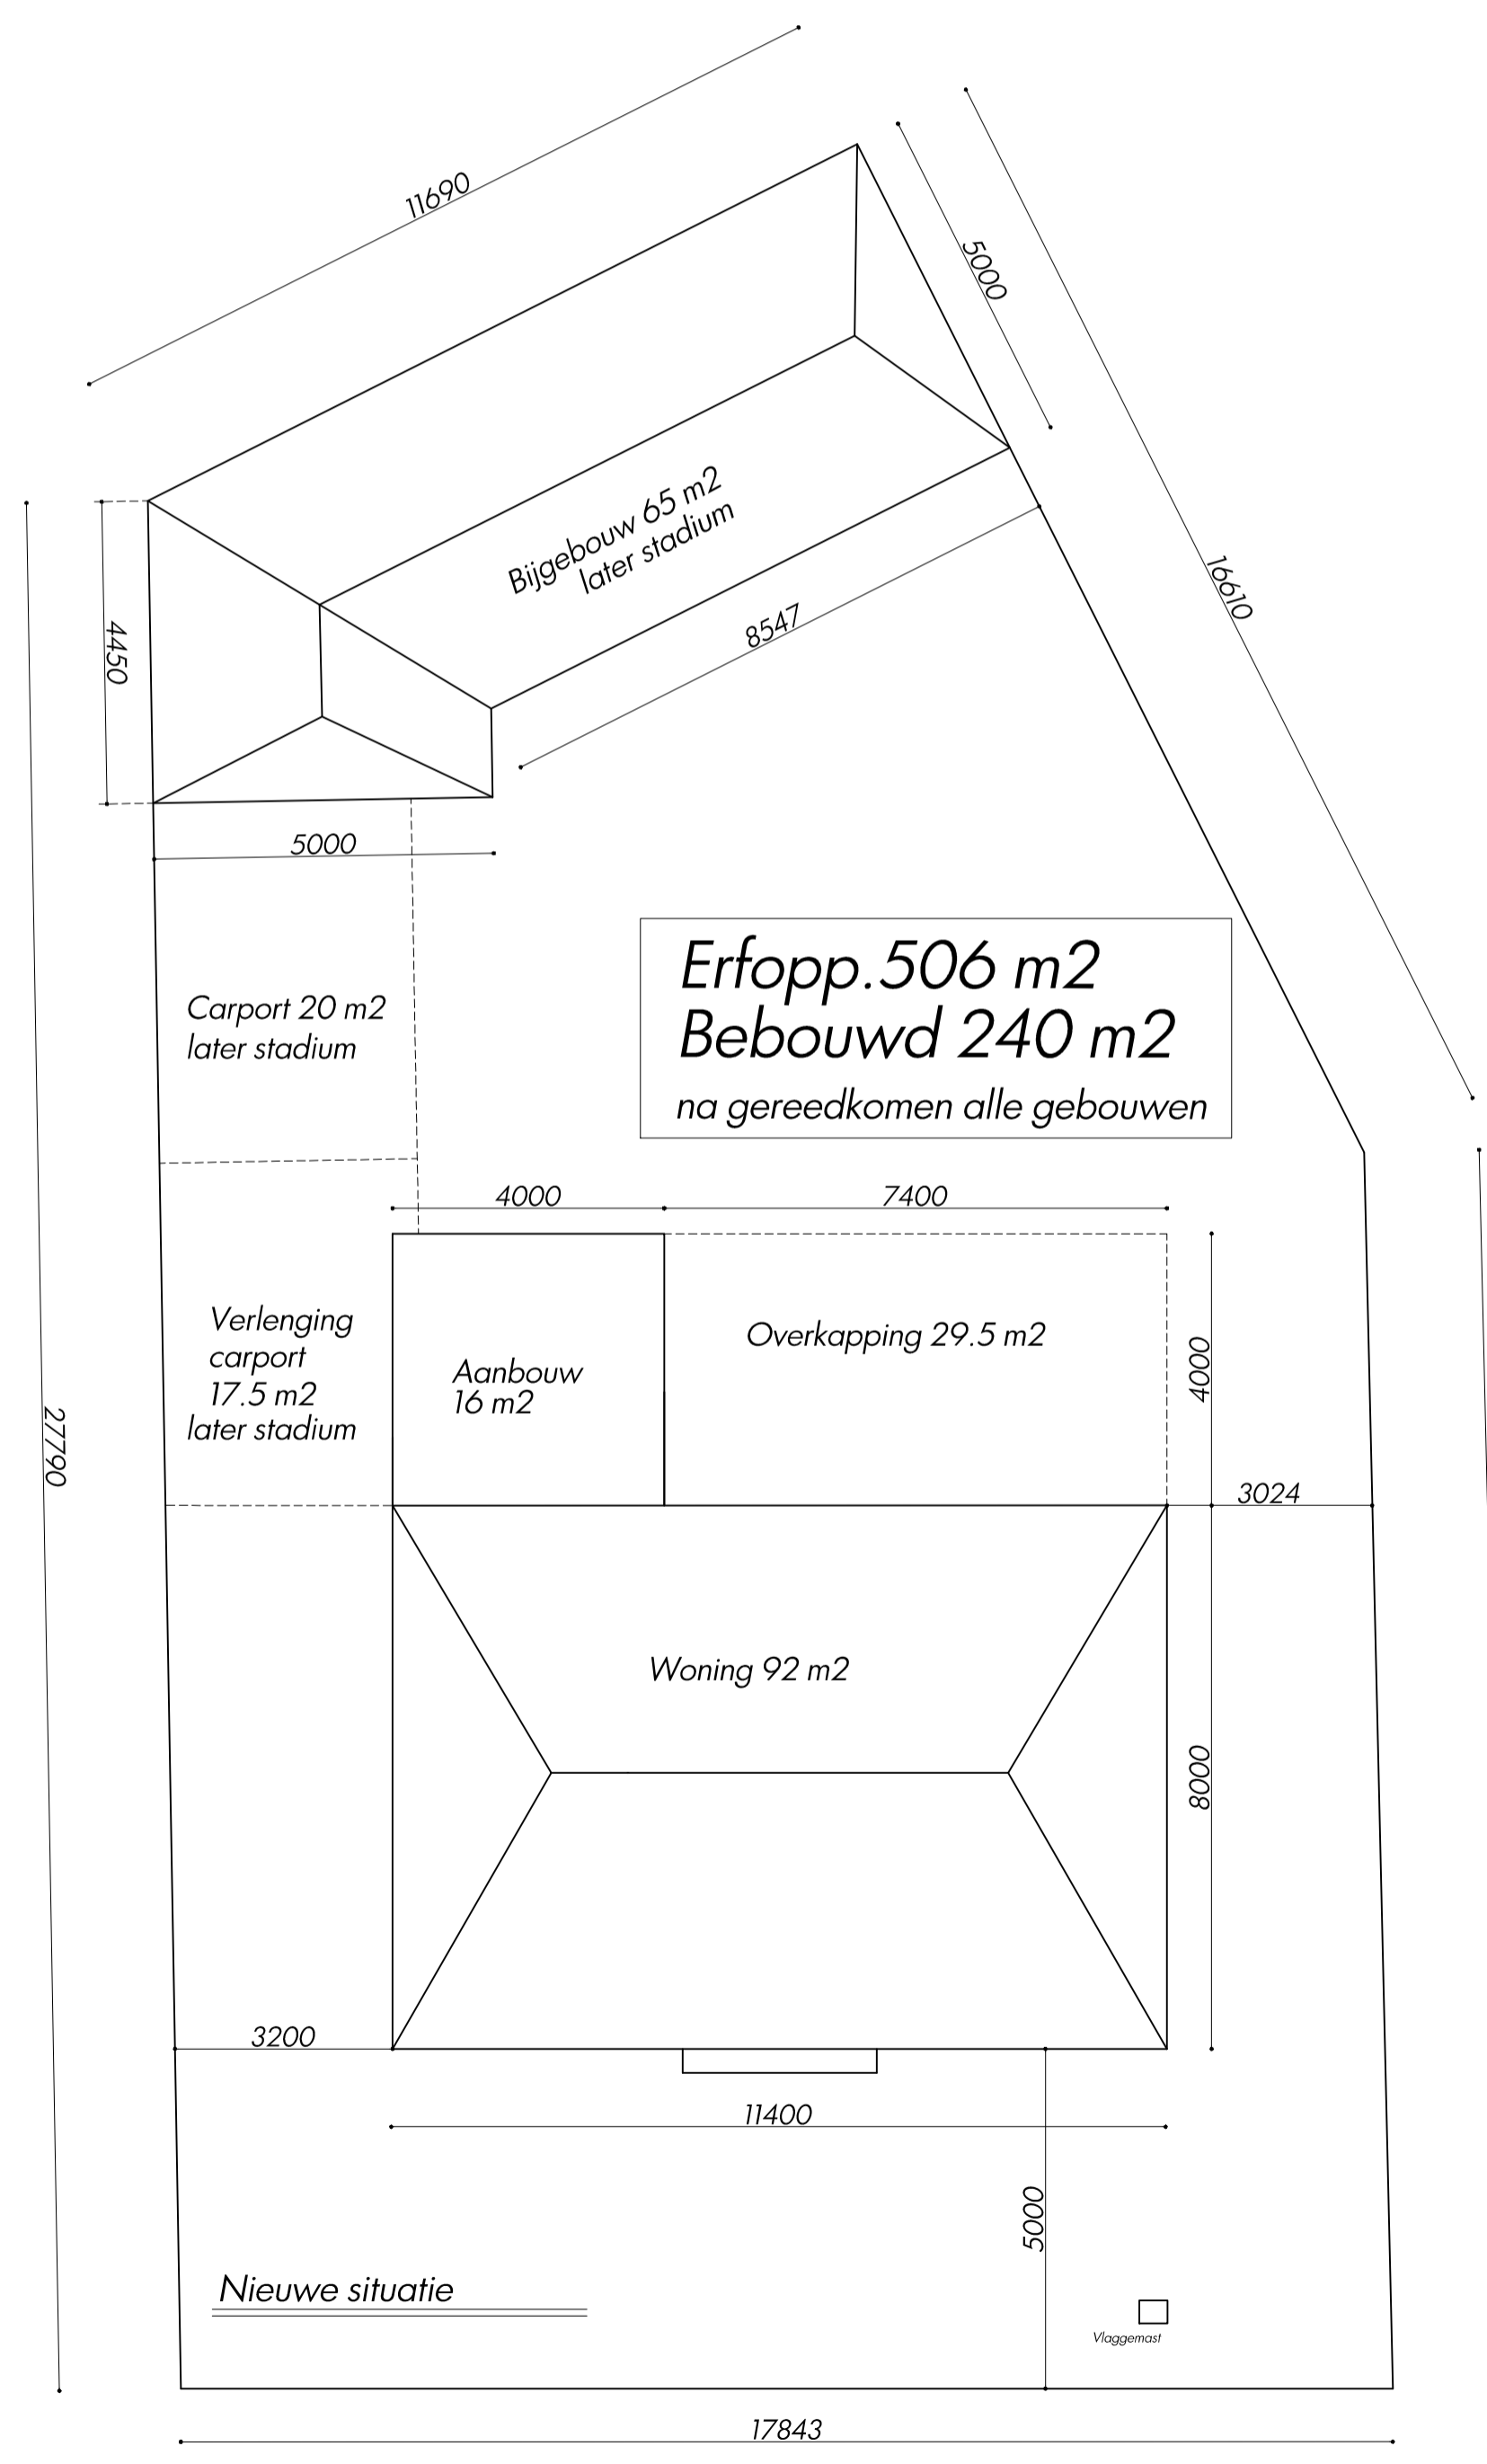 11690
5000
16610
Bijgebouw 65 m2
later stadium
8547
4450
5000
Erfopp.506 m2
Bebouwd 240 m2
na gereedkomen alle gebouwen
Carport 20 m2
later stadium
4000
7400
Verlenging
carport
17.5 m2
later stadium
Aanbouw
16 m2
Overkapping 29.5 m2
4000
27790
3024
Woning 92 m2
8000
3200
11400
5000
Nieuwe situatie
Vlaggemast
17843